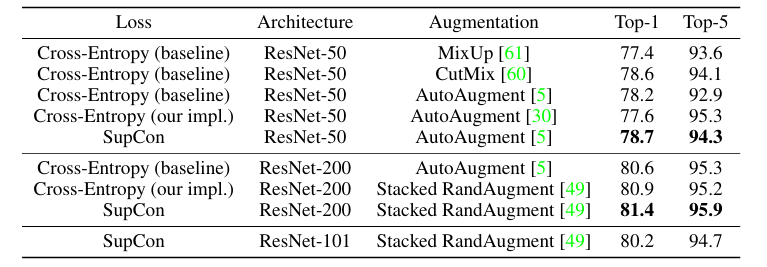 Loss Architecture Augmentation Top-1 Top-5
Cross-Entropy (baseline) ResNet-50 MixUp [61] 77.4 93.6
Cross-Entropy (baseline) ResNet-50 CutMix [60] 78.6 94.1
Cross-Entropy (baseline) ResNet-50 AutoAugment [5] 78.2 92.9
Cross-Entropy (our impl.) ResNet-50 AutoAugment [30] 77.6 95.3
SupCon ResNet-50 AutoAugment [5] 78.7 94.3
Cross-Entropy (baseline) ResNet-200 AutoAugment [5] 80.6 95.3
Cross-Entropy (our impl.) ResNet-200 Stacked RandAugment [49] 80.9 95.2
SupCon ResNet-200 Stacked RandAugment [49] 81.4 95.9
SupCon ResNet-101 Stacked RandAugment [49] 80.2 94.7